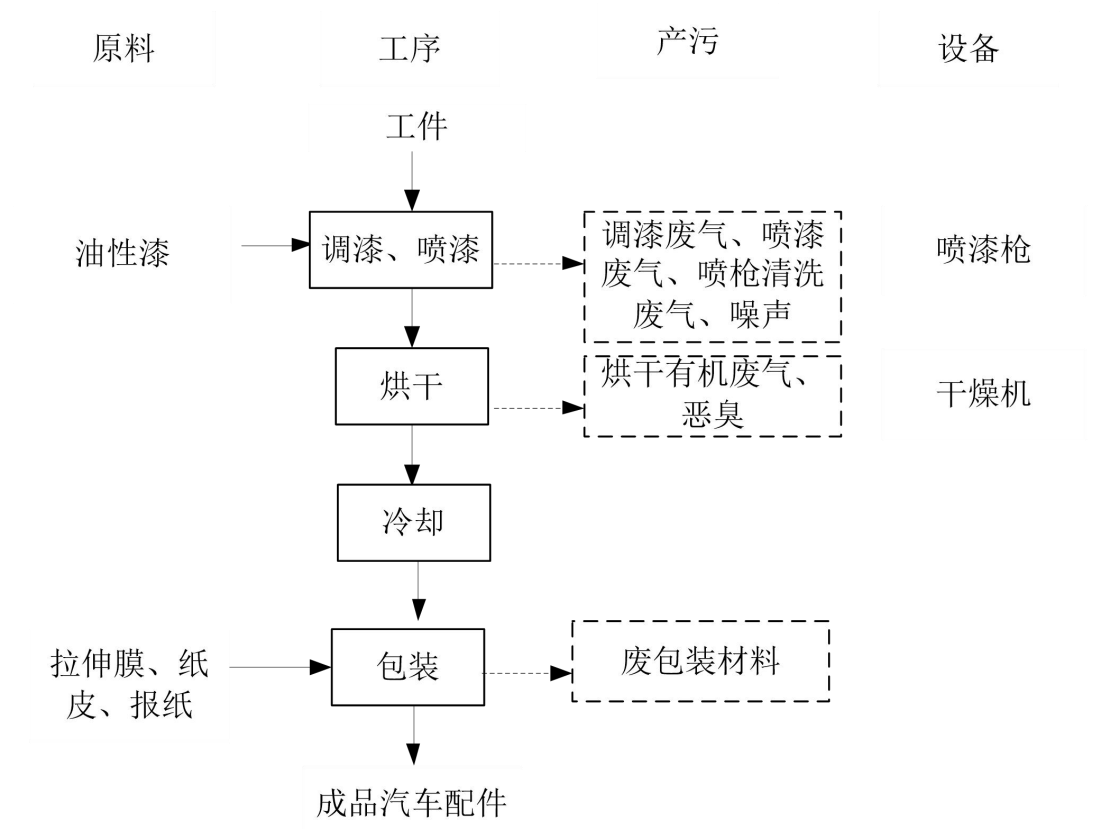 原料 工序 产污 设备
工件
油性漆
调漆、喷漆
调漆废气、喷漆
废气、喷枪清洗
废气、噪声
喷漆枪
烘干
烘干有机废气、
恶臭
干燥机
冷却
拉伸膜、纸
皮、报纸
包装
废包装材料
成品汽车配件